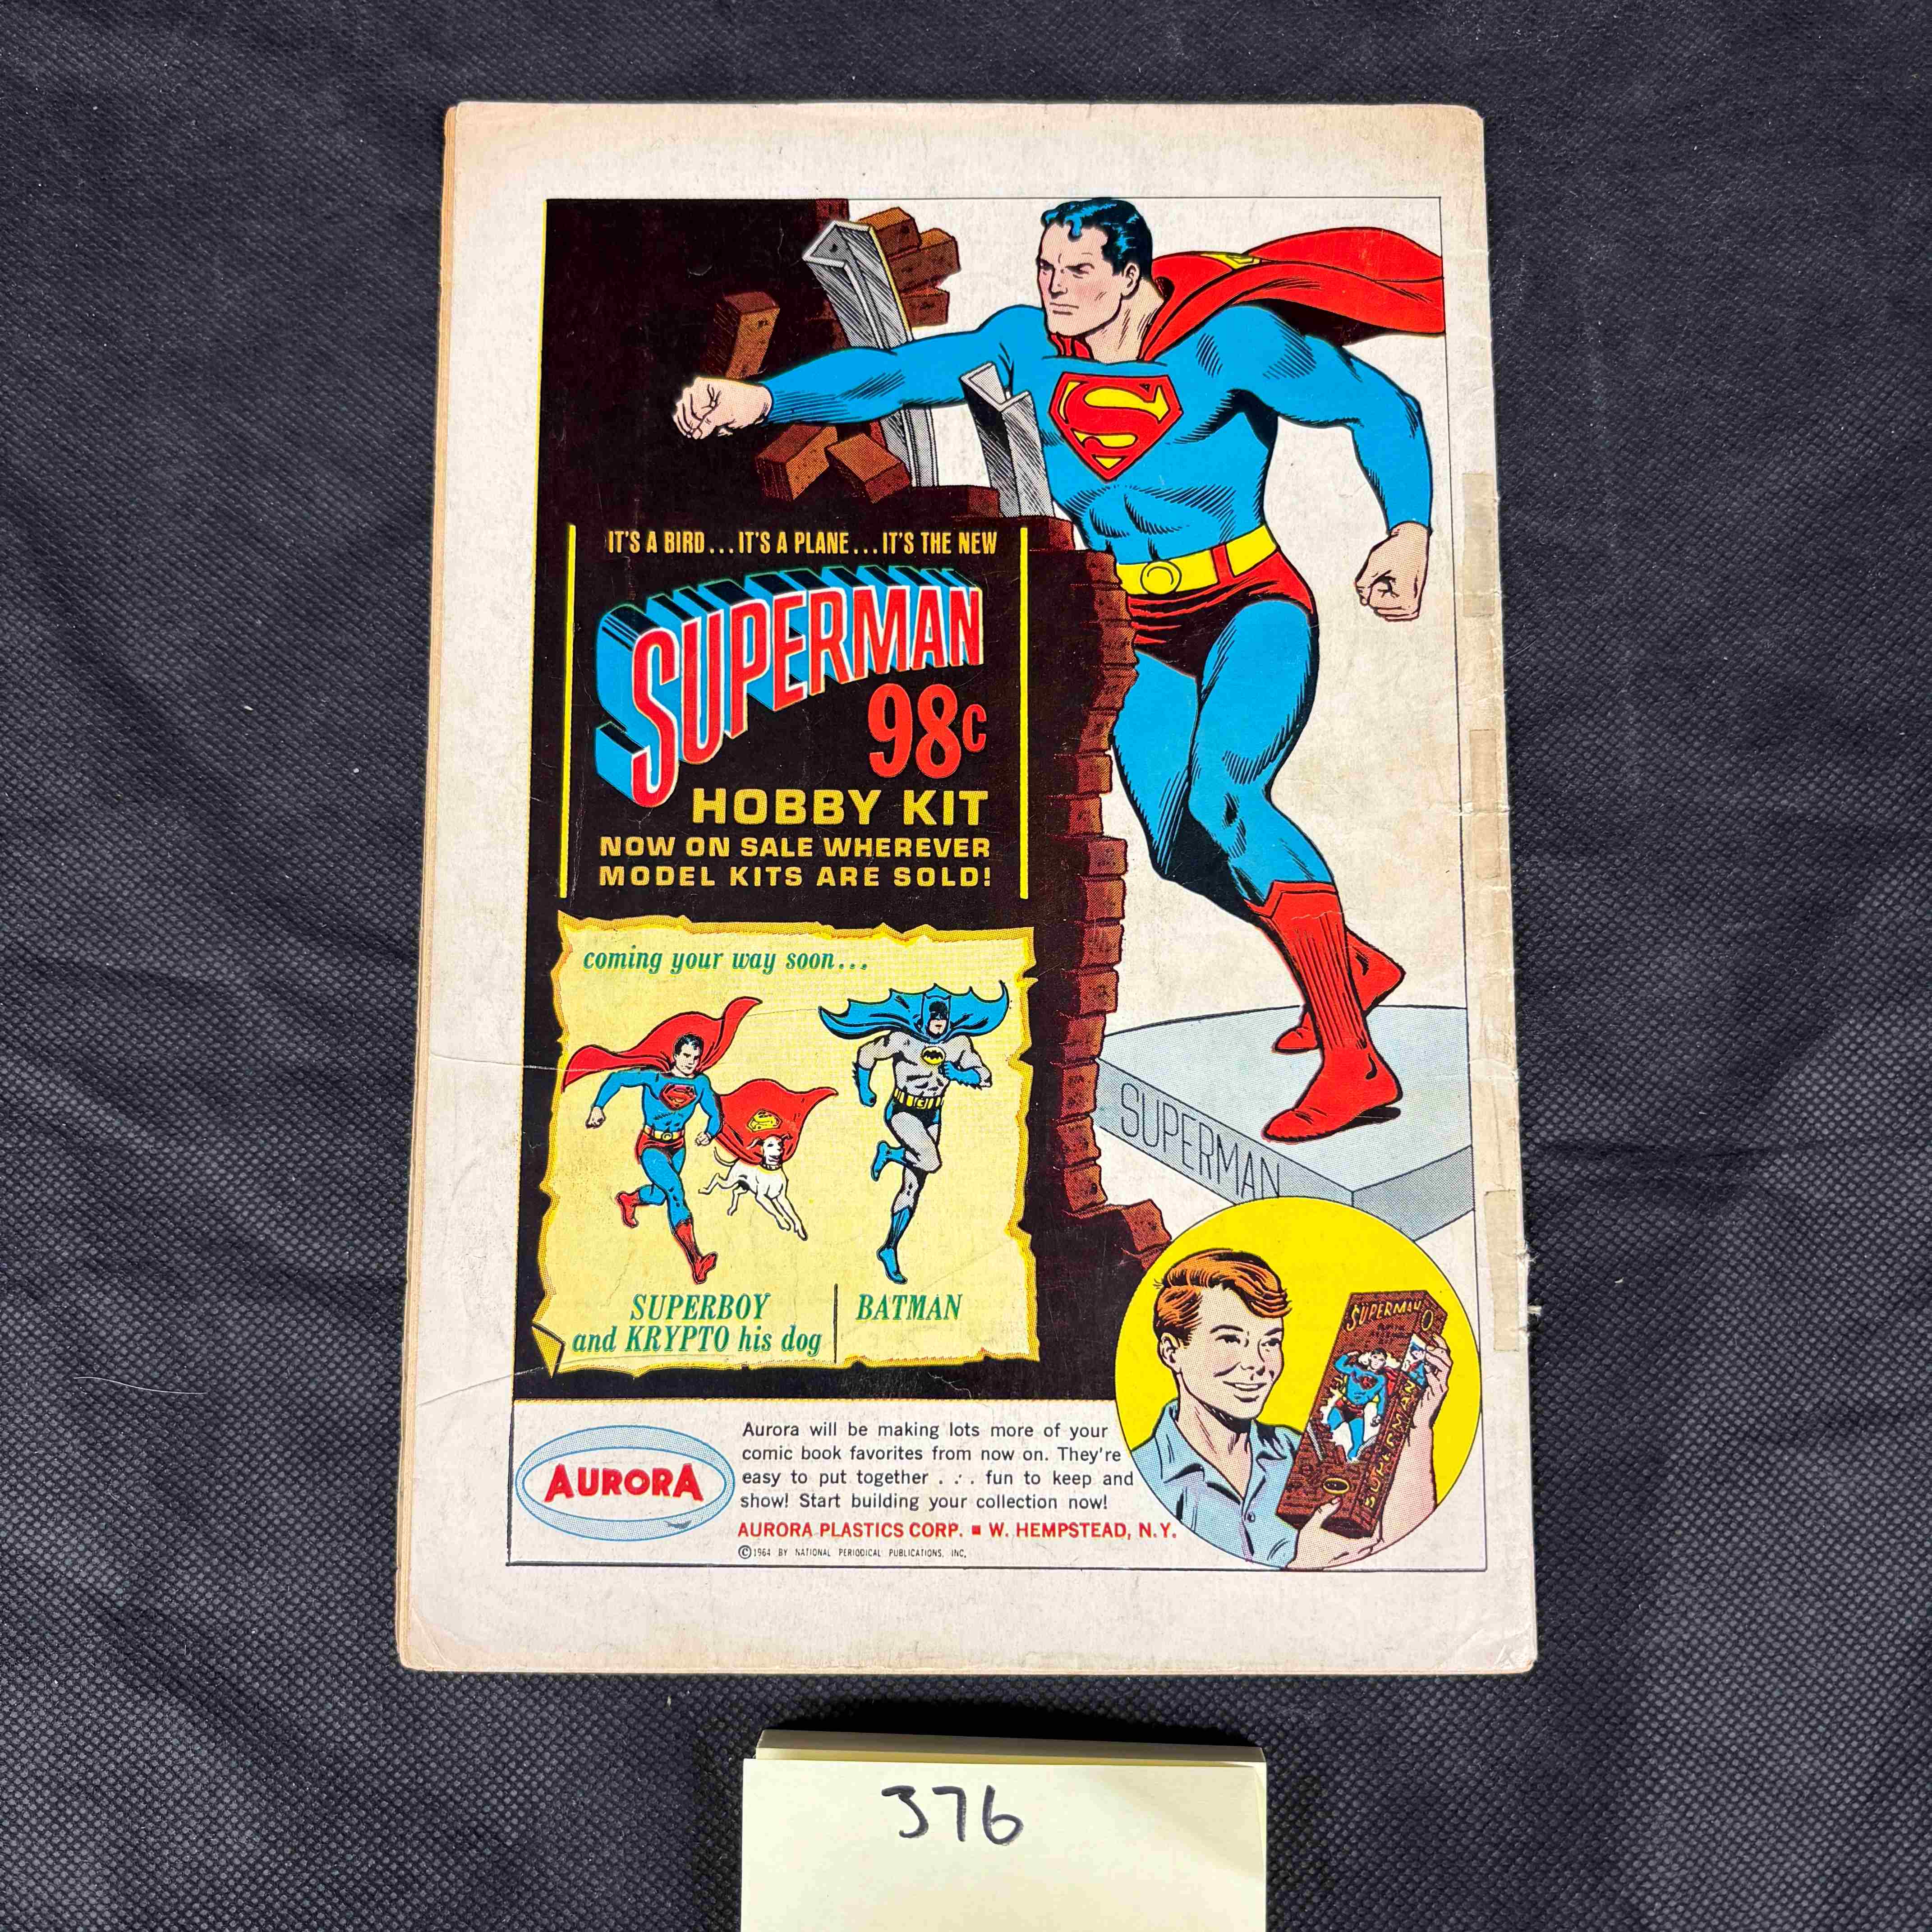 IT'S A BIRD...IT'S A PLANE...IT'S THE NEW
SUPERMAN
98c
HOBBY KIT
NOW ON SALE WHEREVER
MODEL KITS ARE SOLD!
coming your way soon...
SUPERBOY
and KRYPTO his dog
BATMAN
SUPERMAN
SUPERMAN
SUPERMAN
AURORA
Aurora will be making lots more of your
comic book favorites from now on. They're
easy to put together . . . fun to keep and
show! Start building your collection now!
AURORA PLASTICS CORP. ▪ W. HEMPSTEAD, N.Y.
©1964 BY NATIONAL PERIODICAL PUBLICATIONS, INC.
376